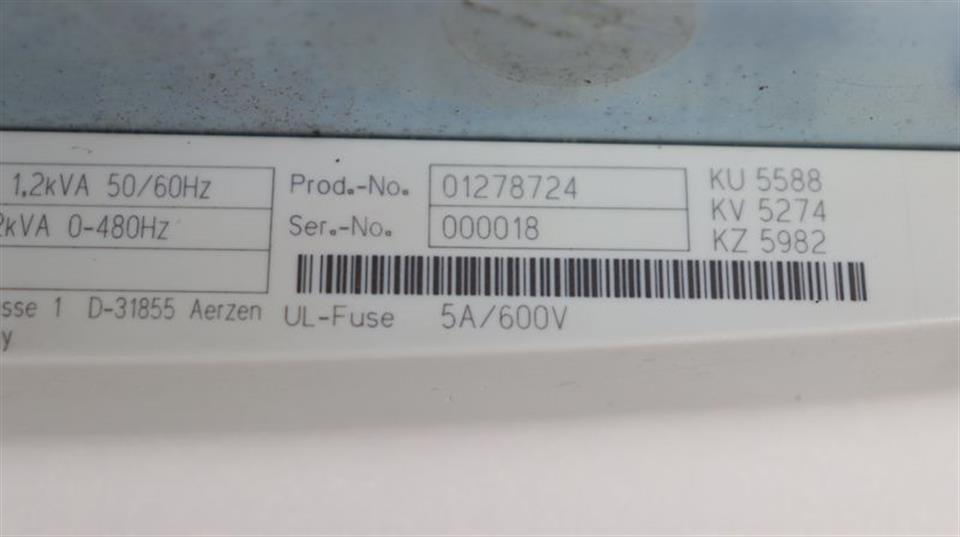 1,2kVA 50/60Hz Prod.-No. 01278724 KU 5588
2kVA 0-480Hz Ser.-No. 000018 KV 5274
KZ 5982
sse 1 D-31855 Aerzen UL-Fuse 5A/600V
y